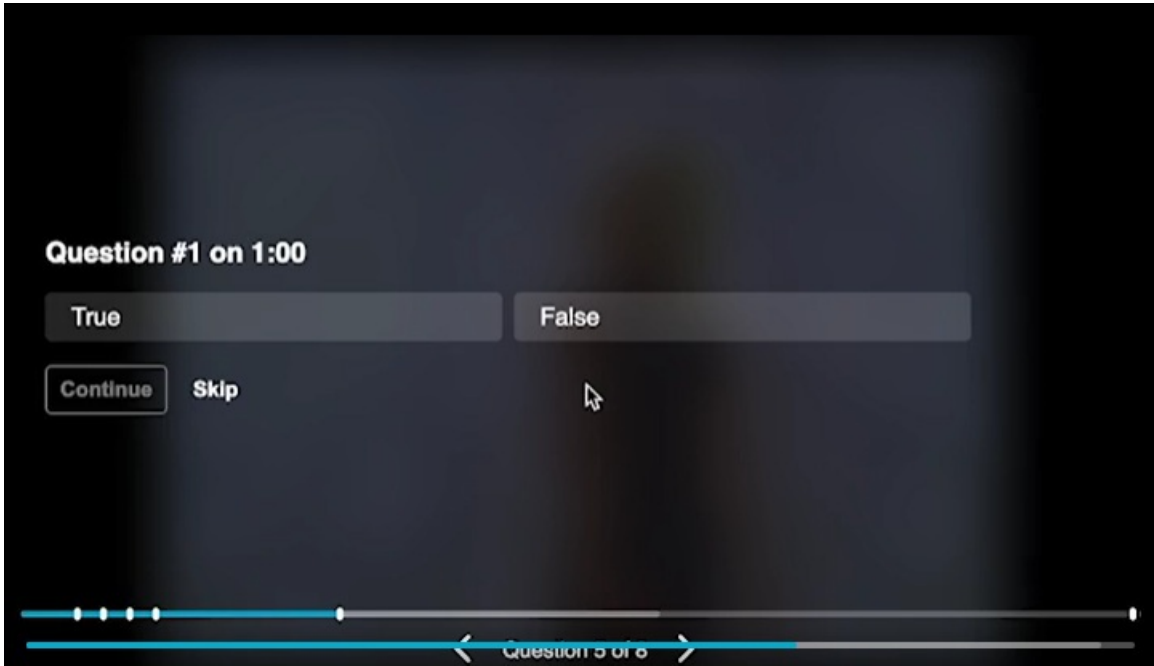 Question #1 on 1:00
True
False
Continue
Skip
Question 5 of 8